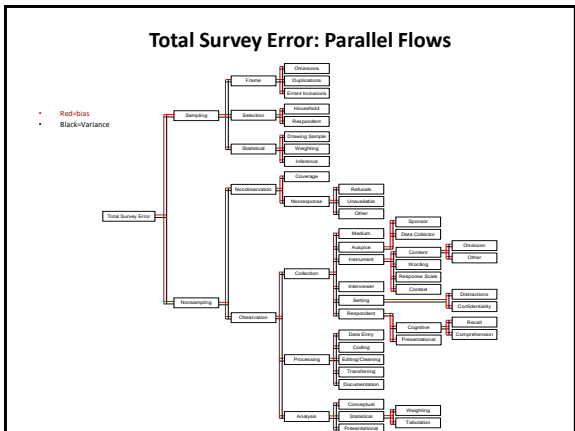 Total Survey Error: Parallel Flows
• Red=bias
• Black=Variance
Total Survey Error
Sampling
Frame
Omissions
Duplications
Errant Inclusions
Selection
Household
Respondent
Statistical
Drawing Sample
Weighting
Inference
Nonsampling
Nonobservation
Coverage
Nonresponse
Refusals
Unavailable
Other
Observation
Collection
Medium
Auspice
Sponsor
Data Collector
Instrument
Content
Omission
Other
Wording
Response Scale
Context
Interviewer
Setting
Distractions
Confidentiality
Respondent
Cognitive
Recall
Comprehension
Presentational
Processing
Data Entry
Coding
Editing/Cleaning
Transferring
Documentation
Analysis
Conceptual
Statistical
Weighting
Tabulation
Presentational